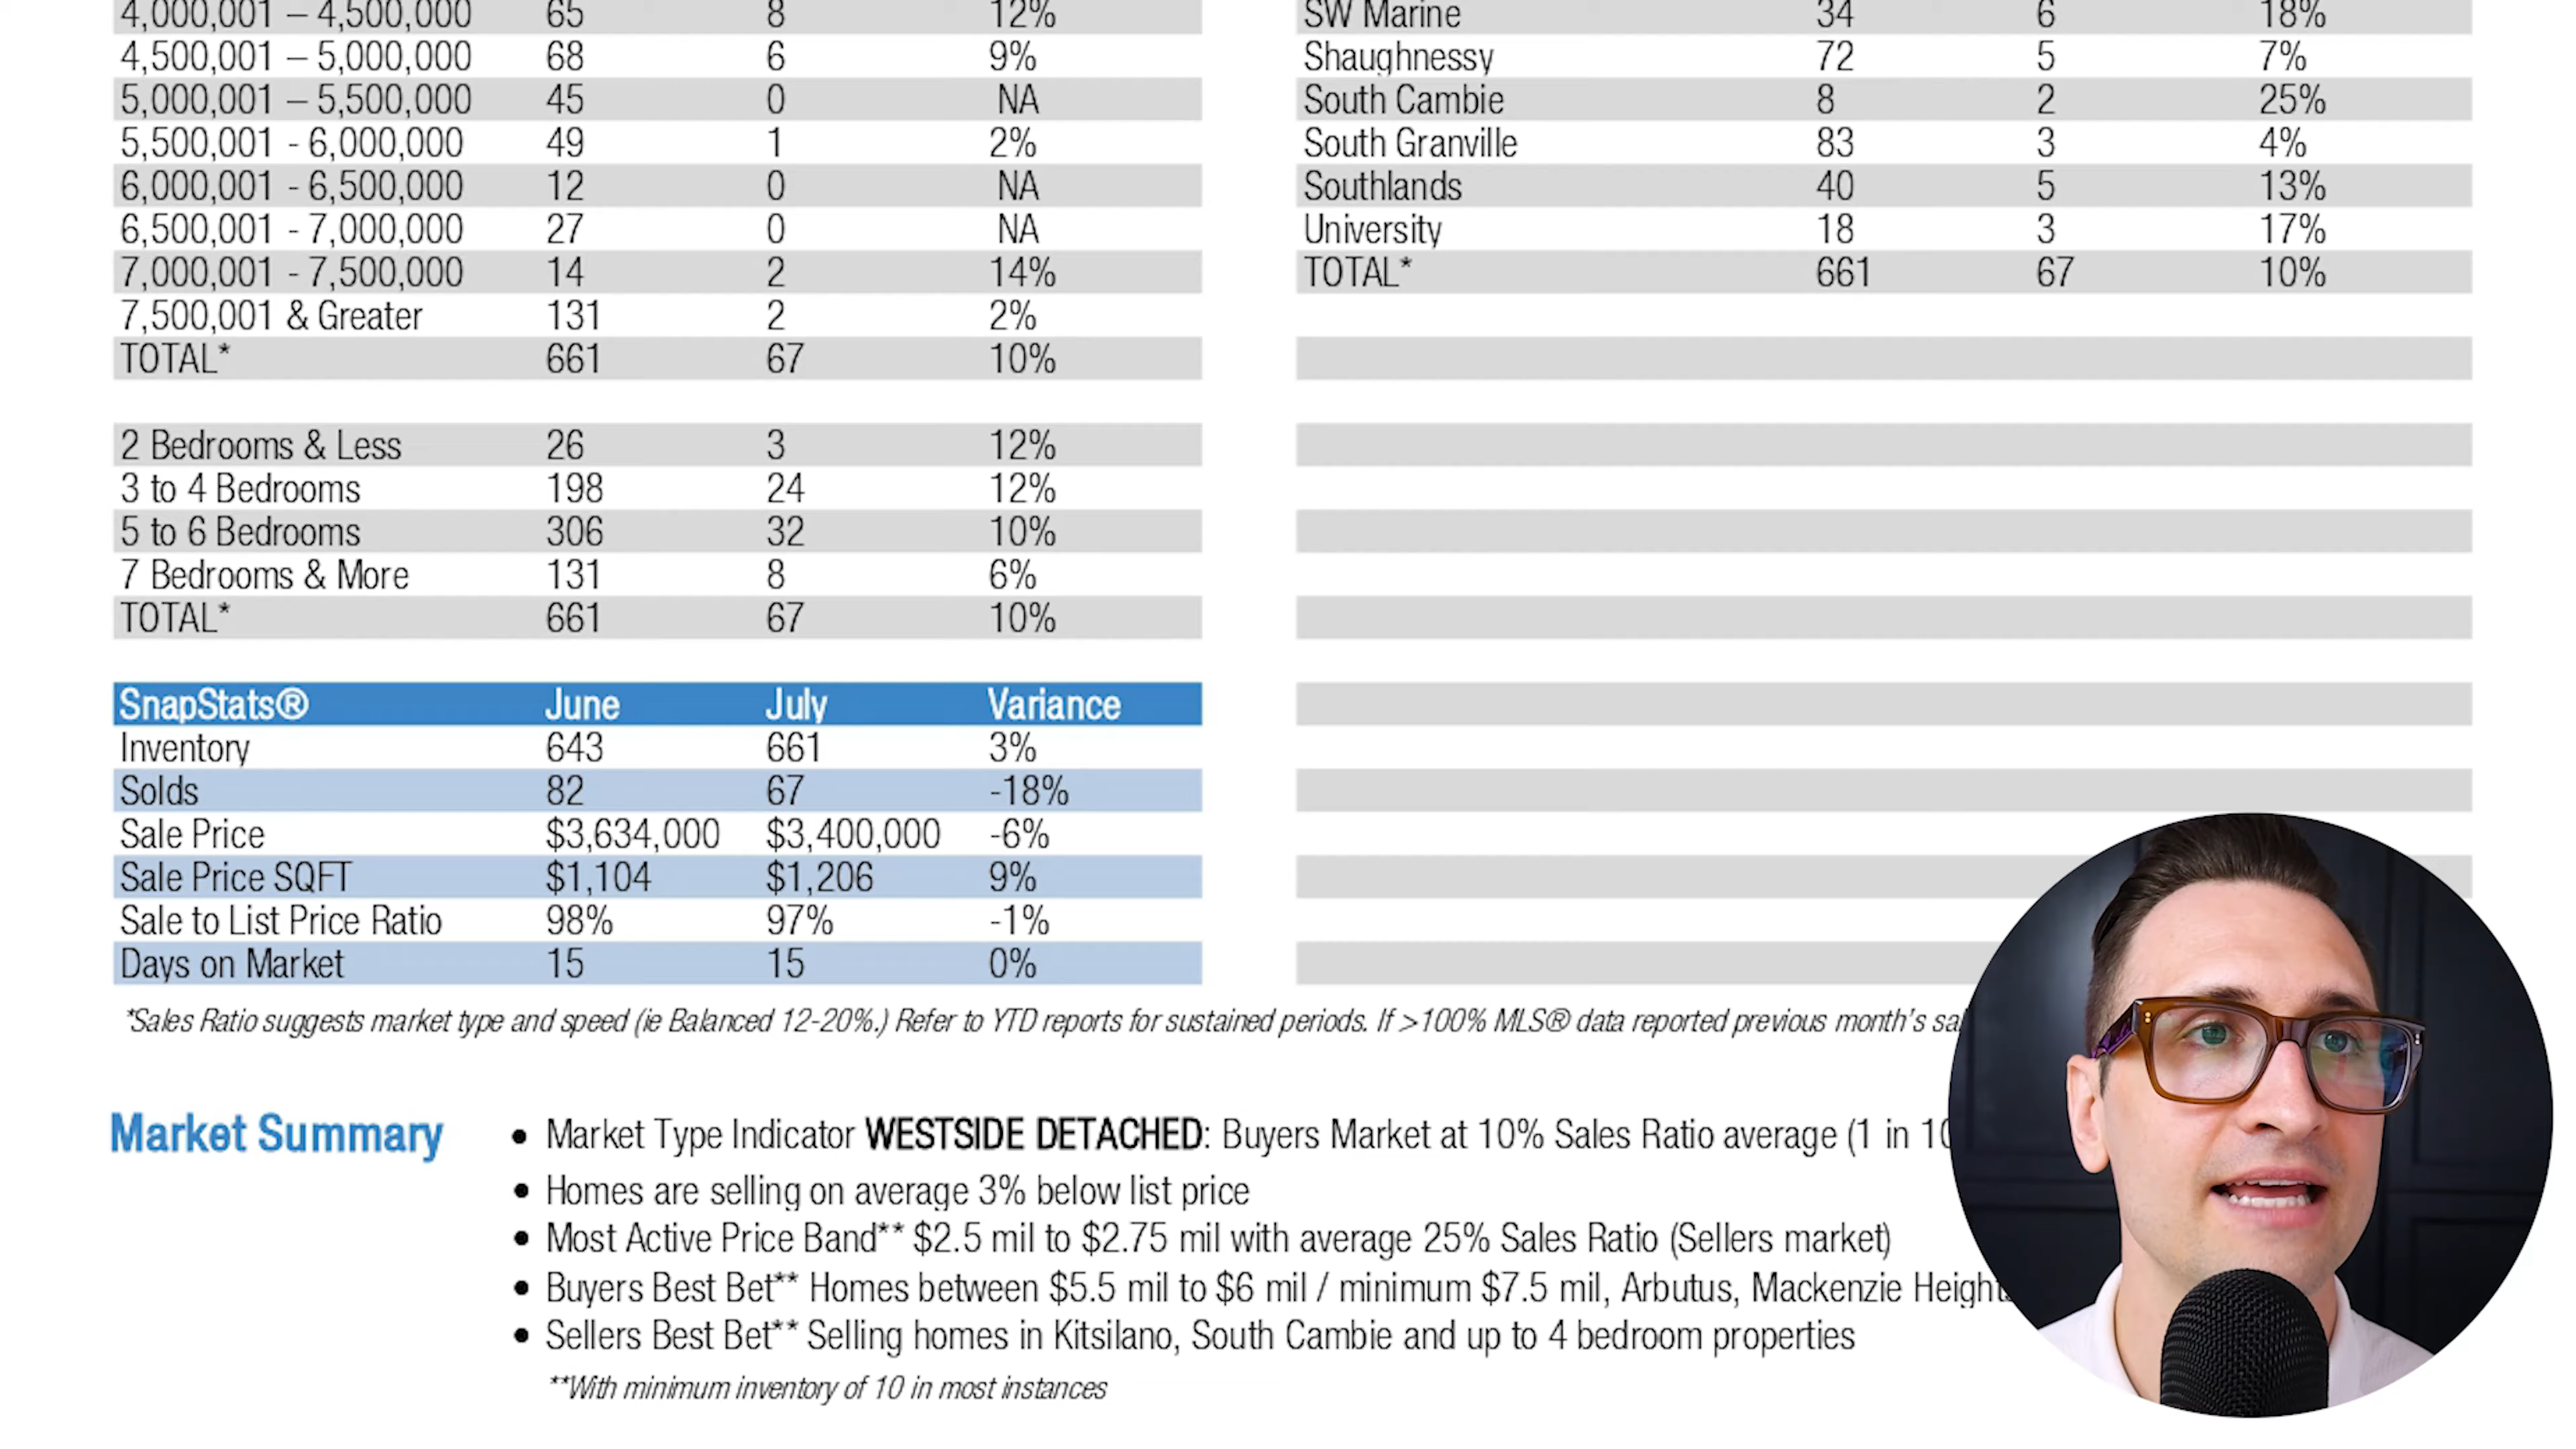 4,000,001 – 4,500,000 65 8 12%
4,500,001 – 5,000,000 68 6 9%
5,000,001 – 5,500,000 45 0 NA
5,500,001 - 6,000,000 49 1 2%
6,000,001 - 6,500,000 12 0 NA
6,500,001 - 7,000,000 27 0 NA
7,000,001 - 7,500,000 14 2 14%
7,500,001 & Greater 131 2 2%
TOTAL* 661 67 10%
2 Bedrooms & Less 26 3 12%
3 to 4 Bedrooms 198 24 12%
5 to 6 Bedrooms 306 32 10%
7 Bedrooms & More 131 8 6%
TOTAL* 661 67 10%
SW Marine 34 6 18%
Shaughnessy 72 5 7%
South Cambie 8 2 25%
South Granville 83 3 4%
Southlands 40 5 13%
University 18 3 17%
TOTAL* 661 67 10%
SnapStats® June July Variance
Inventory 643 661 3%
Solds 82 67 -18%
Sale Price $3,634,000 $3,400,000 -6%
Sale Price SQFT $1,104 $1,206 9%
Sale to List Price Ratio 98% 97% -1%
Days on Market 15 15 0%
*Sales Ratio suggests market type and speed (ie Balanced 12-20%.) Refer to YTD reports for sustained periods. If >100% MLS® data reported previous month's
Market Summary
• Market Type Indicator WESTSIDE DETACHED: Buyers Market at 10% Sales Ratio average (1 in
• Homes are selling on average 3% below list price
• Most Active Price Band** $2.5 mil to $2.75 mil with average 25% Sales Ratio (Sellers market)
• Buyers Best Bet** Homes between $5.5 mil to $6 mil / minimum $7.5 mil, Arbutus, Mackenzie Heights
• Sellers Best Bet** Selling homes in Kitsilano, South Cambie and up to 4 bedroom properties
**With minimum inventory of 10 in most instances